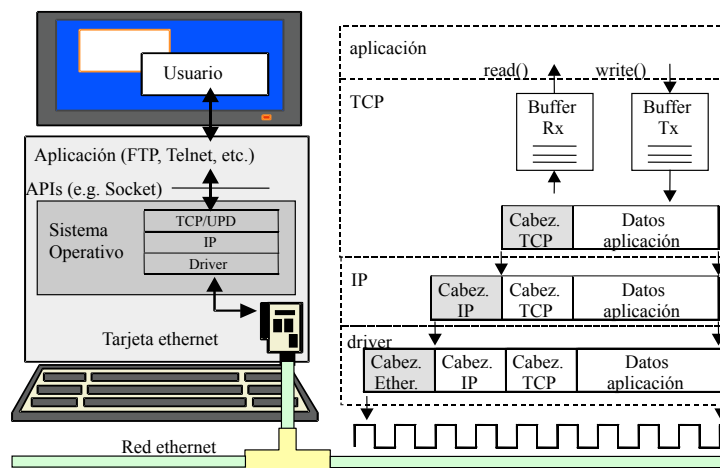 Usuario
Aplicación (FTP, Telnet, etc.)
APIs (e.g. Socket)
Sistema
Operativo
TCP/UPD
IP
Driver
Tarjeta ethernet
Red ethernet
aplicación
read()
write()
TCP
Buffer
Rx
Buffer
Tx
Cabez.
TCP
Datos
aplicación
IP
Cabez.
IP
Cabez.
TCP
Datos
aplicación
driver
Cabez.
Ether.
Cabez.
IP
Cabez.
TCP
Datos
aplicación